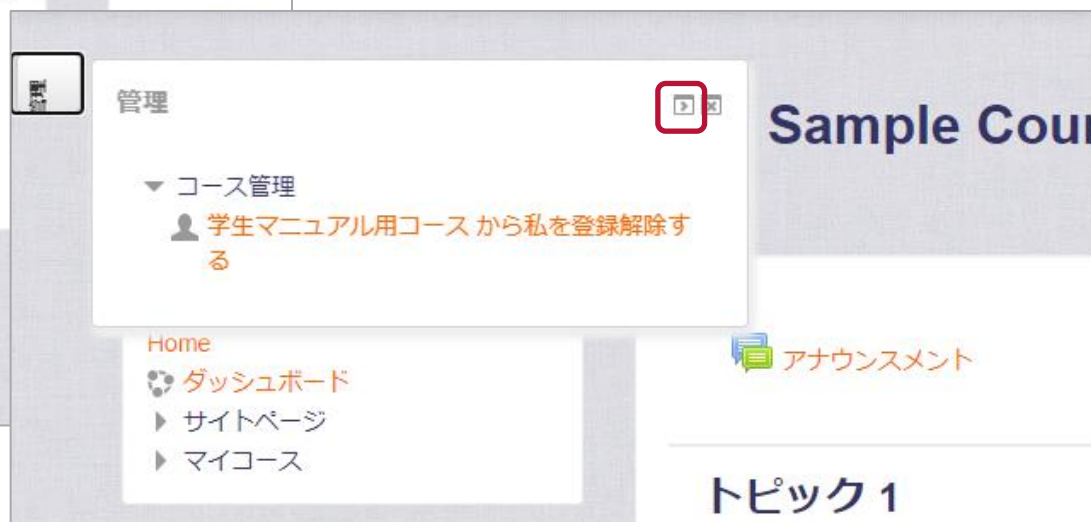 管理
管理
Sample Cour
コース管理
学生マニュアル用コース から私を登録解除す
る
Home
ダッシュボード
サイトページ
マイコース
アナウンスメント
トピック 1